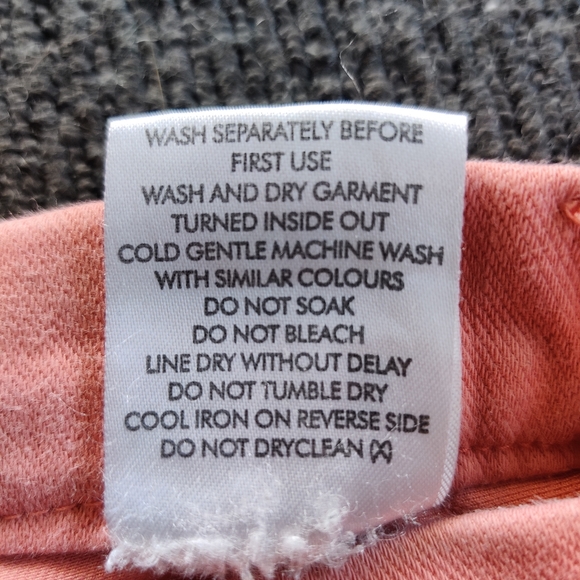 WASH SEPARATELY BEFORE
FIRST USE
WASH AND DRY GARMENT
TURNED INSIDE OUT
COLD GENTLE MACHINE WASH
WITH SIMILAR COLOURS
DO NOT SOAK
DO NOT BLEACH
LINE DRY WITHOUT DELAY
DO NOT TUMBLE DRY
COOL IRON ON REVERSE SIDE
DO NOT DRYCLEAN (X)